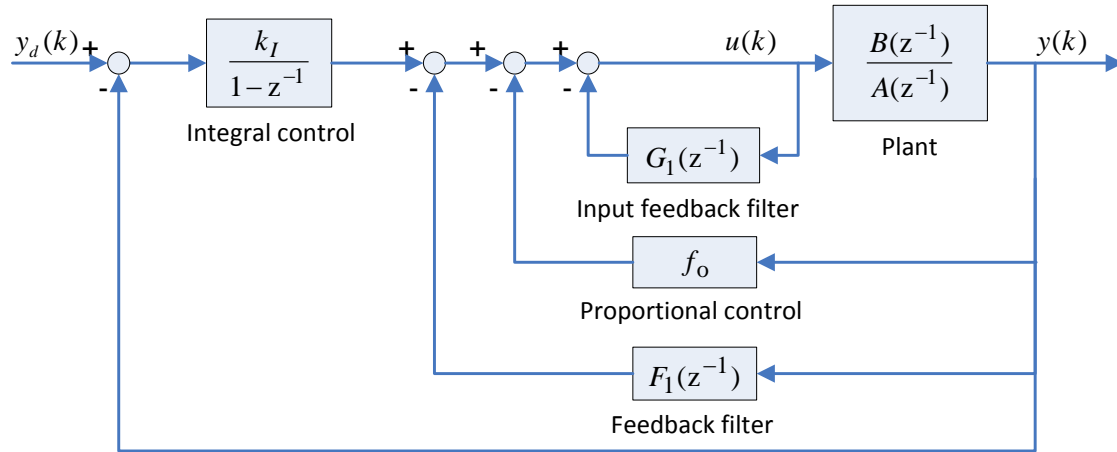 y_d(k) + - k_I / (1 − z^{-1}) + - + - + - u(k) B(z^{-1}) / A(z^{-1}) y(k)
Integral control
Plant
G_1(z^{-1})
Input feedback filter
f_o
Proportional control
F_1(z^{-1})
Feedback filter